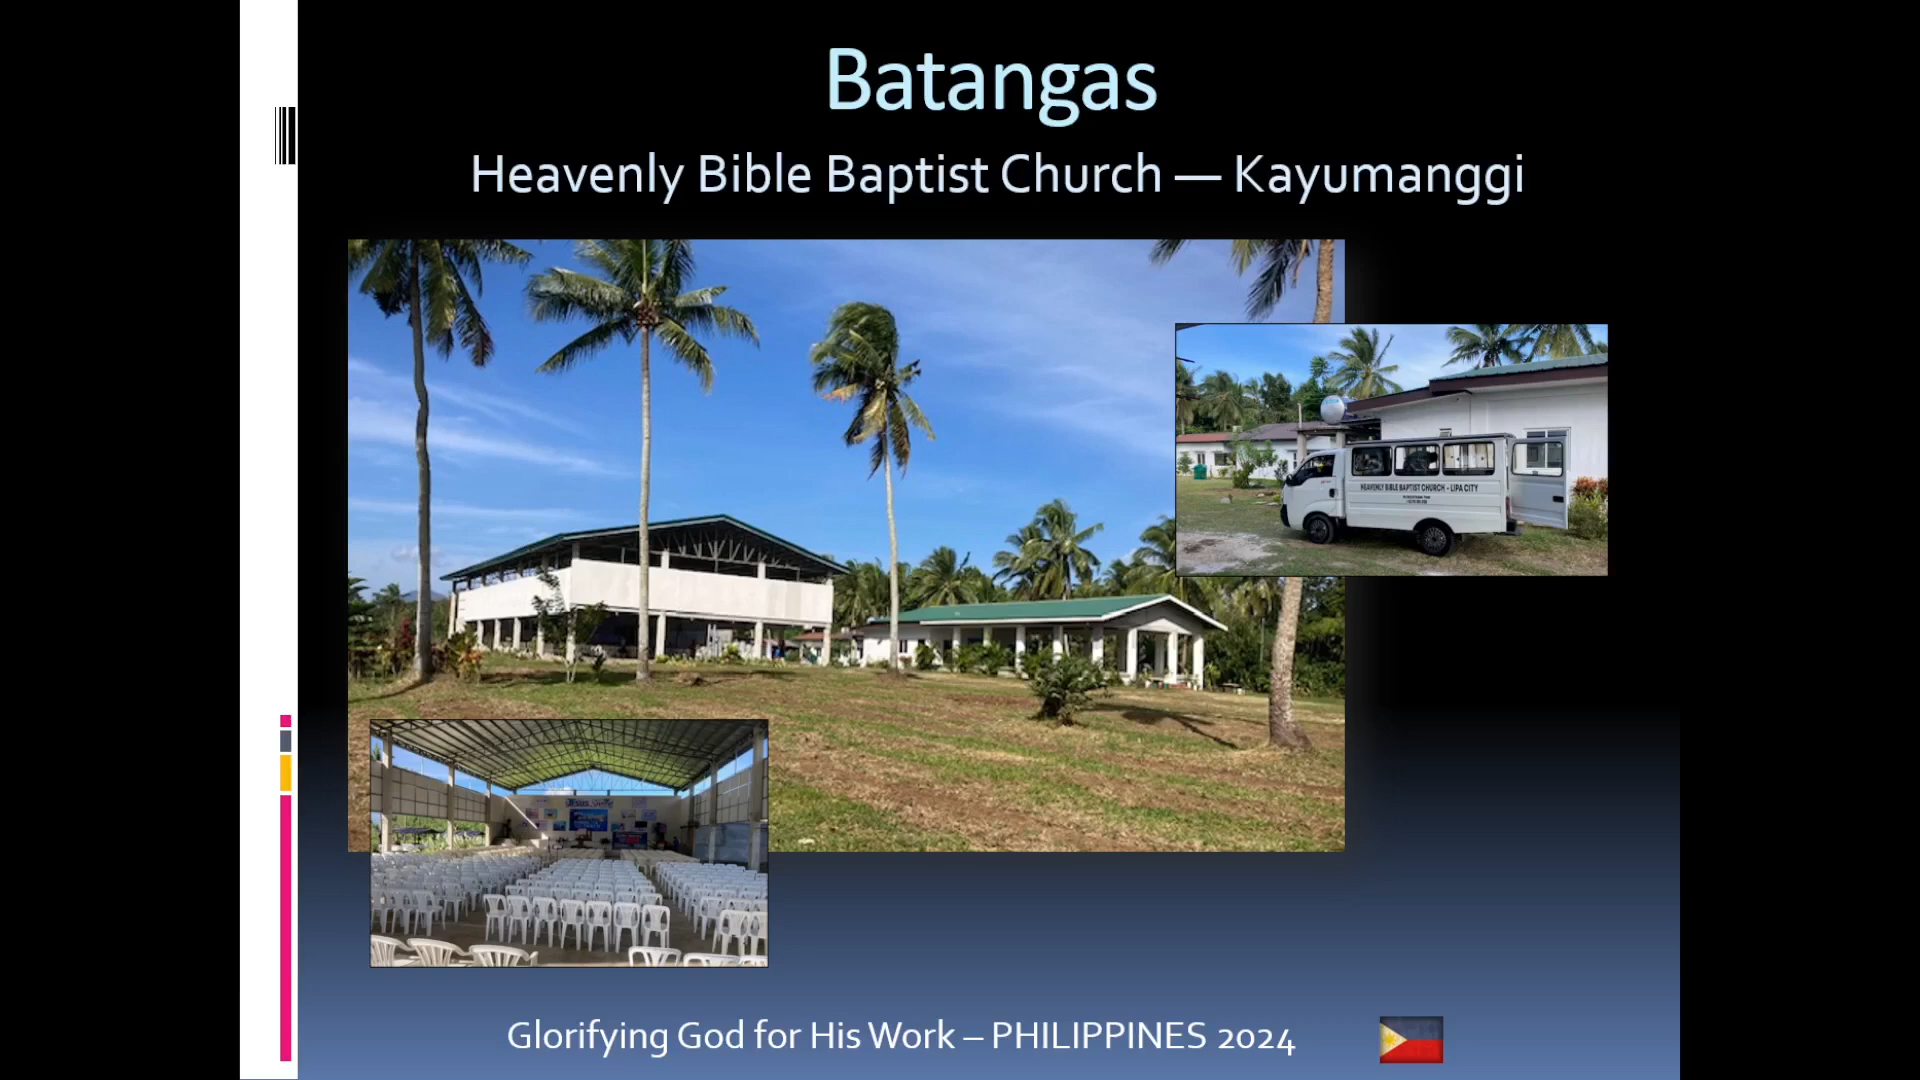 Batangas
Heavenly Bible Baptist Church — Kayumanggi
HEAVENLY BIBLE BAPTIST CHURCH - LIPA CITY
Glorifying God for His Work – PHILIPPINES 2024